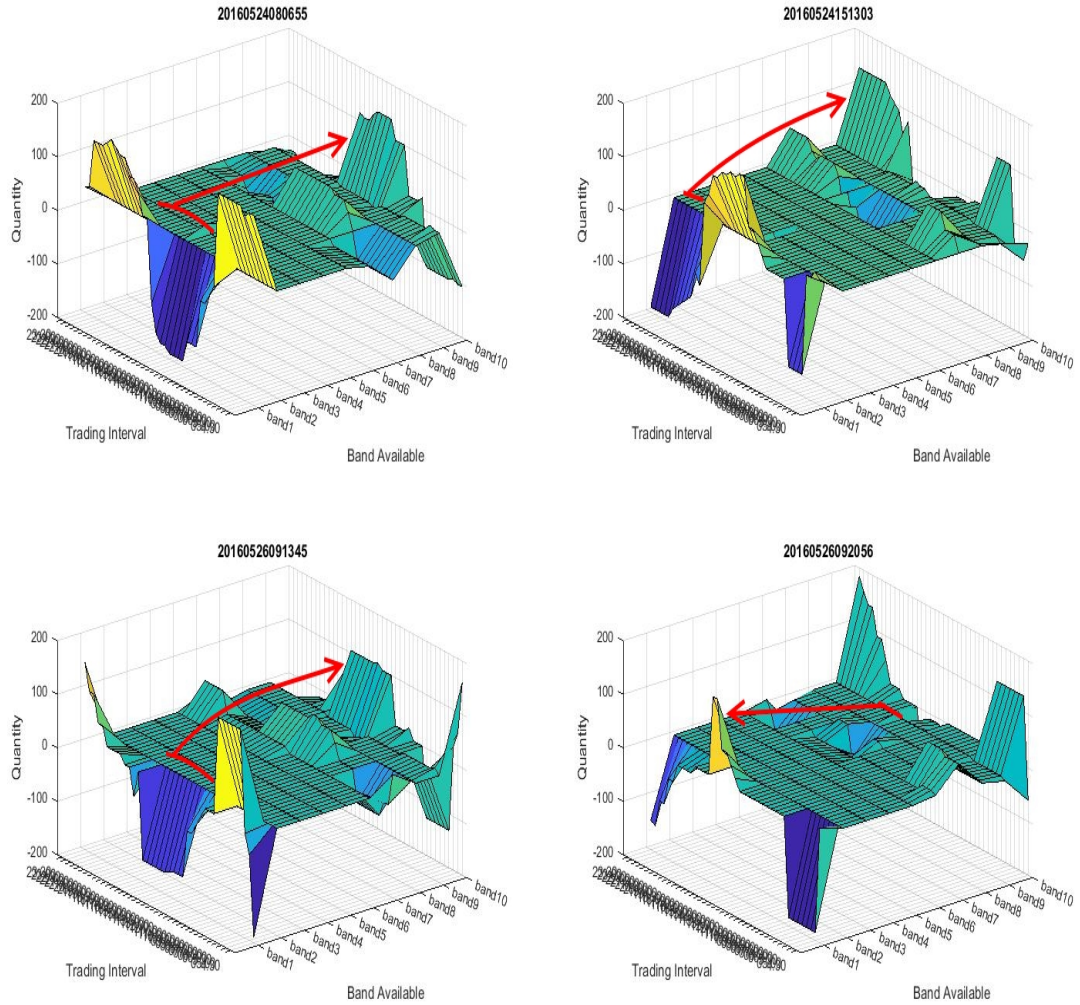 20160524080655
200
100
0
-100
-200
Quantity
Trading Interval
band1
band2
band3
band4
band5
band6
band7
band8
band9
band10
Band Available
20160524151303
200
100
0
-100
-200
Quantity
Trading Interval
band1
band2
band3
band4
band5
band6
band7
band8
band9
band10
Band Available
20160526091345
200
100
0
-100
-200
Quantity
Trading Interval
band1
band2
band3
band4
band5
band6
band7
band8
band9
band10
Band Available
20160526092056
200
100
0
-100
-200
Quantity
Trading Interval
band1
band2
band3
band4
band5
band6
band7
band8
band9
band10
Band Available